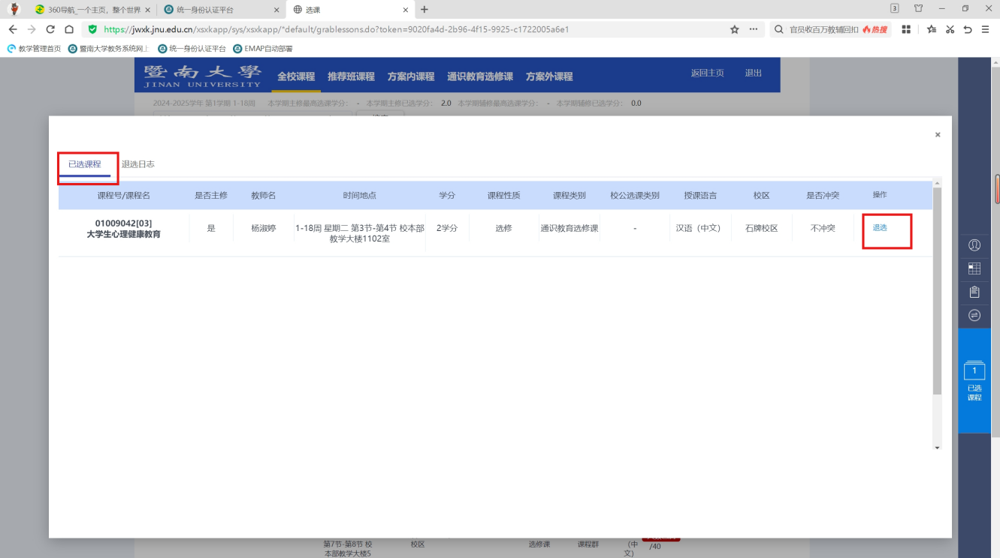 360导航_一个主页，整个世界
统一身份认证平台
选课
3
https://jwxk.jnu.edu.cn/xsxkapp/sys/xsxkapp/*default/grablessons.do?token=9020fa4d-2b96-4f15-9925-c1722005a6e1
官员收百万教辅回扣 热搜
教学管理首页
暨南大学教务系统网上
统一身份认证平台
EMAP自动部署
暨南大學
JINAN UNIVERSITY
全校课程 推荐班课程 方案内课程 通识教育选修课 方案外课程
返回主页 退出
2024-2025学年 第1学期 1-18周 本学期主修最高选课学分： - 本学期主修已选学分： 2.0 本学期辅修最高选课学分： - 本学期辅修已选学分： 0.0
×
已选课程 退选日志
课程号/课程名 是否主修 教师名 时间地点 学分 课程性质 课程类别 校公选课类别 授课语言 校区 是否冲突 操作
01009042[03]
大学生心理健康教育
是
杨淑婷
1-18周 星期二 第3节-第4节 校本部
教学大楼1102室
2学分
选修
通识教育选修课
-
汉语（中文）
石牌校区
不冲突
退选
1
已选
课程
第7节-第8节 校
本部教学大楼5
校区
选修课
课程群
（中
文）
/40